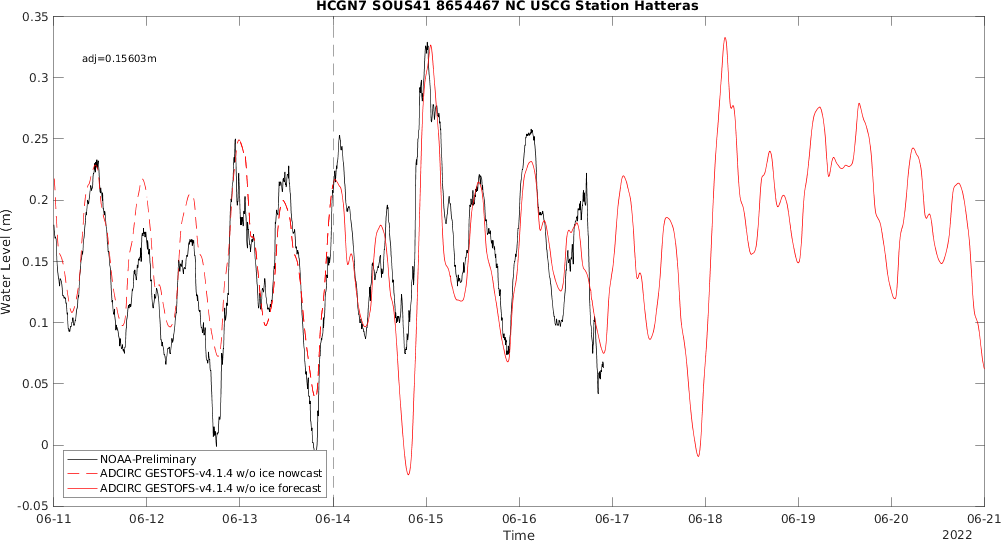 HCGN7 SOUS41 8654467 NC USCG Station Hatteras
0.35
0.3
0.25
0.2
0.15
0.1
0.05
0
-0.05
Water Level (m)
adj=0.15603m
NOAA-Preliminary
ADCIRC GESTOFS-v4.1.4 w/o ice nowcast
ADCIRC GESTOFS-v4.1.4 w/o ice forecast
06-11 06-12 06-13 06-14 06-15 06-16 06-17 06-18 06-19 06-20 06-21
Time
2022